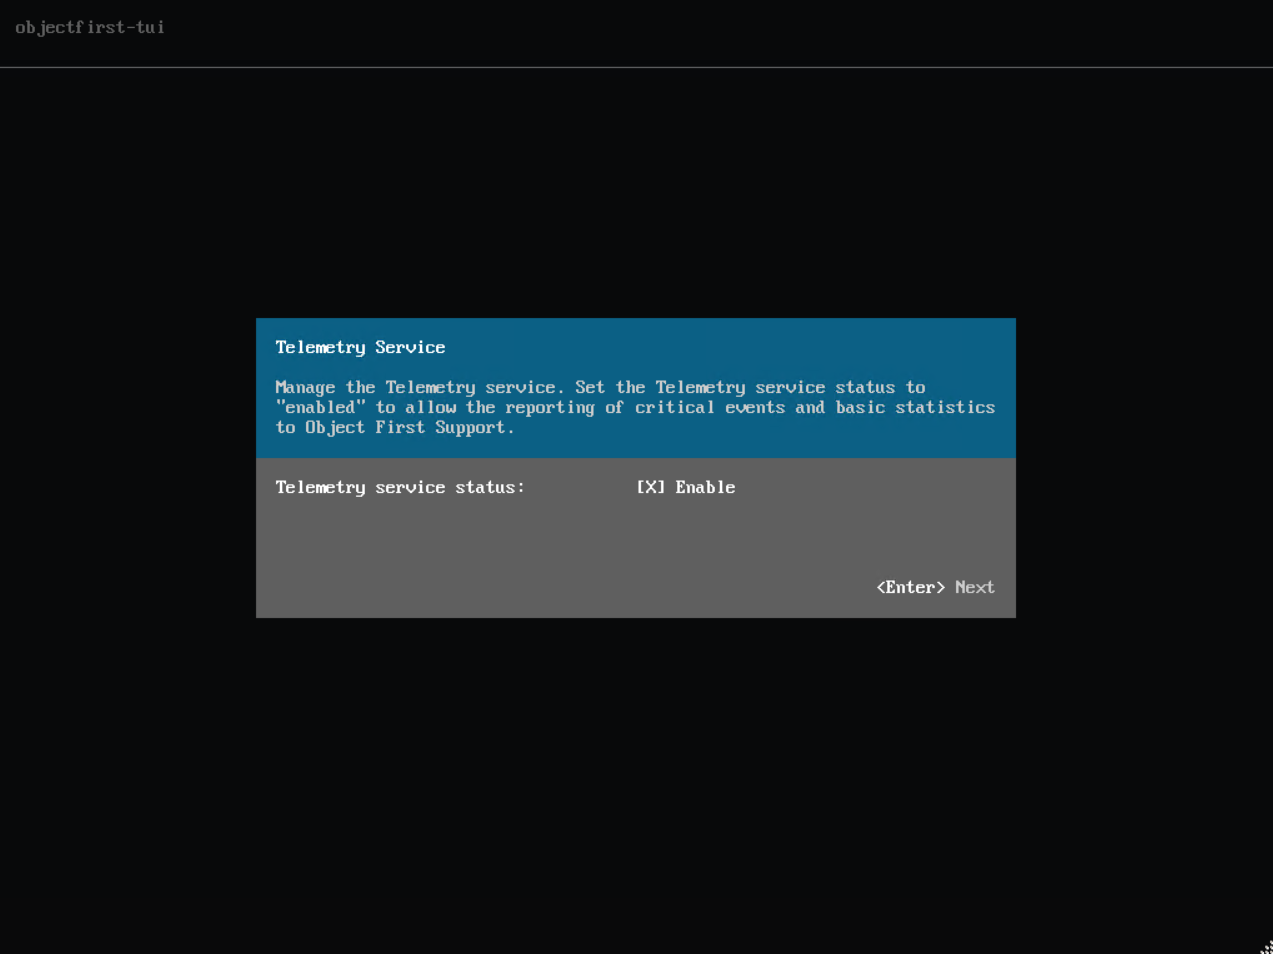 objectfirst-tui
Telemetry Service
Manage the Telemetry service. Set the Telemetry service status to
"enabled" to allow the reporting of critical events and basic statistics
to Object First Support.
Telemetry service status: [X] Enable
<Enter> Next